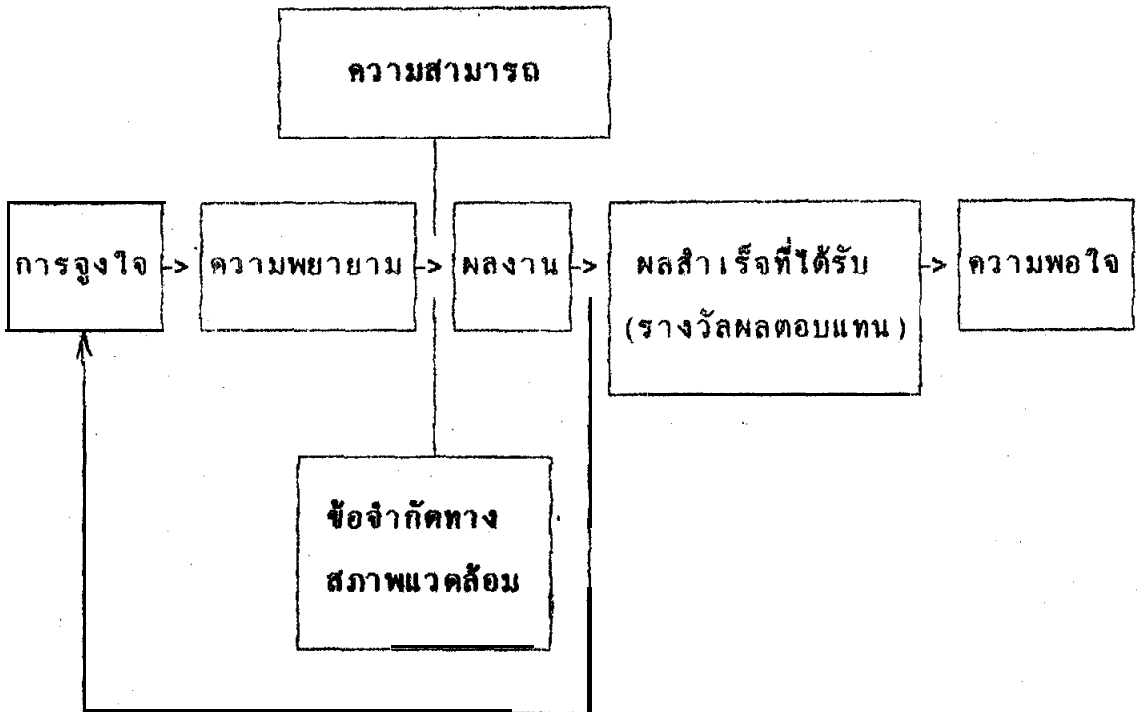 ความสามารถ
การจูงใจ -> ความพยายาม -> ผลงาน -> ผลสำเร็จที่ได้รับ -> ความพอใจ
(รางวัลผลตอบแทน)
ข้อจำกัดทาง
สภาพแวดล้อม